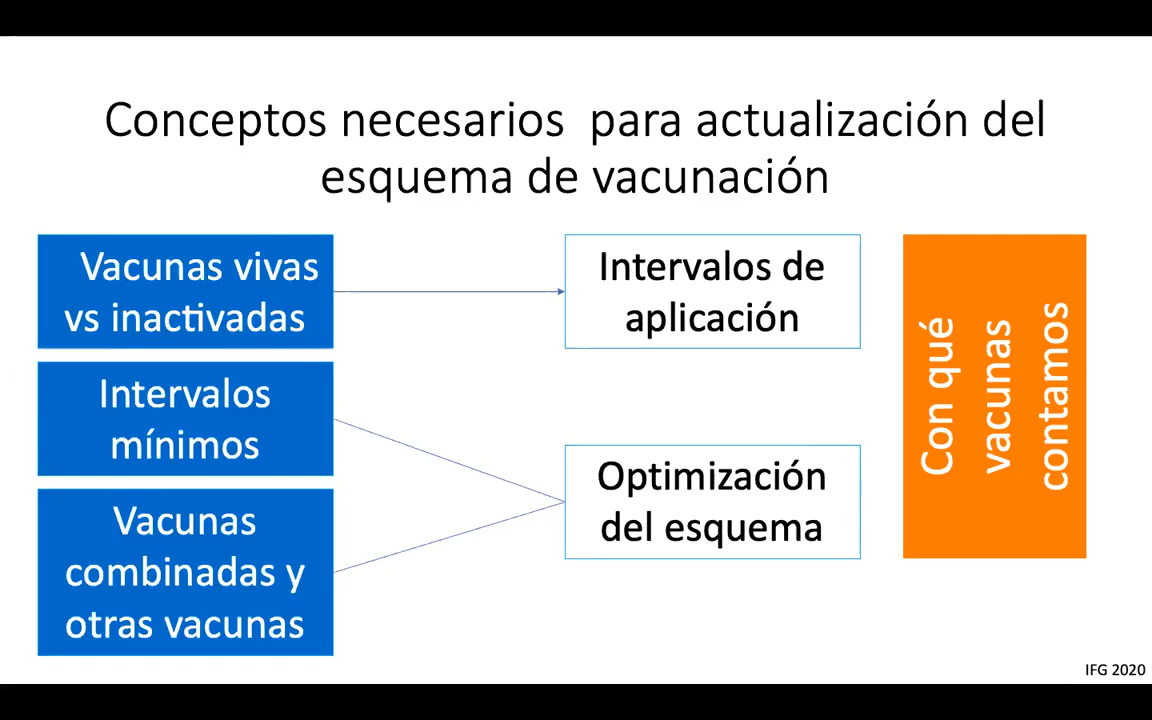 Conceptos necesarios  para actualización del
esquema de vacunación
Vacunas vivas
vs inactivadas
Intervalos de
aplicación
Intervalos
mínimos
Vacunas
combinadas y
otras vacunas
Optimización
del esquema
Con qué
vacunas
contamos
IFG 2020